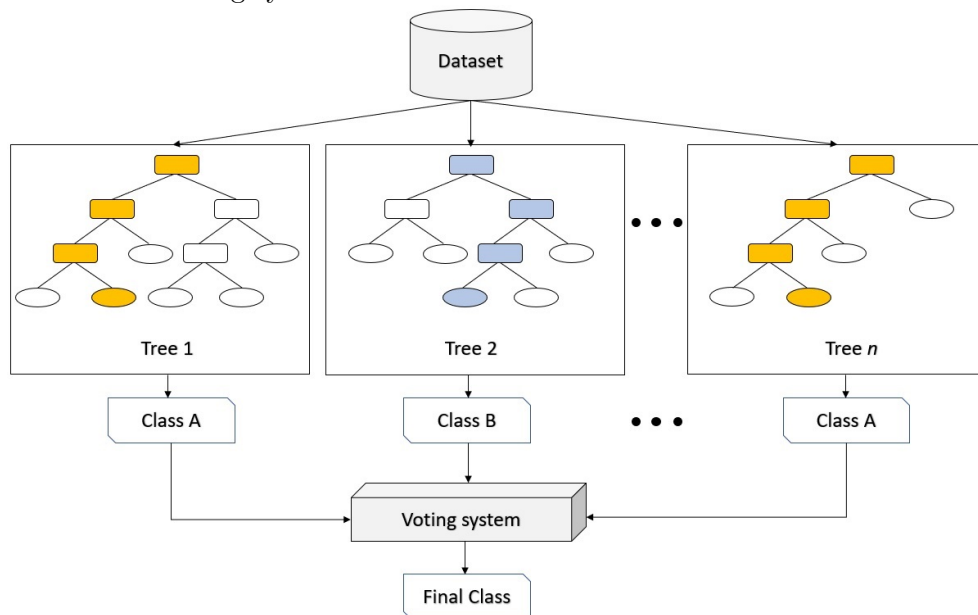 Dataset
Tree 1
Tree 2
Tree n
Class A
Class B
Class A
Voting system
Final Class